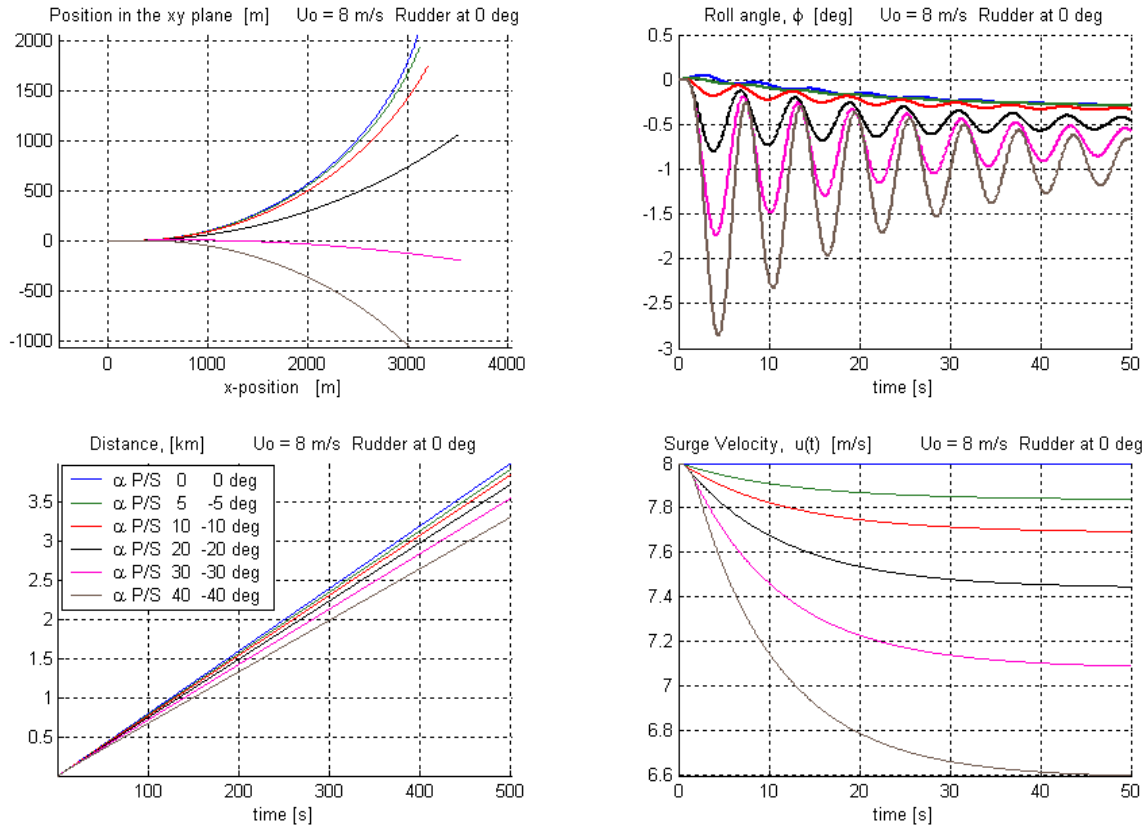 Position in the xy plane [m] Uo = 8 m/s Rudder at 0 deg
2000
1500
1000
500
0
-500
-1000
0 1000 2000 3000 4000
x-position [m]
Roll angle, ϕ [deg] Uo = 8 m/s Rudder at 0 deg
0.5
0
-0.5
-1
-1.5
-2
-2.5
-3
0 10 20 30 40 50
time [s]
Distance, [km] Uo = 8 m/s Rudder at 0 deg
α P/S 0 0 deg
α P/S 5 -5 deg
α P/S 10 -10 deg
α P/S 20 -20 deg
α P/S 30 -30 deg
α P/S 40 -40 deg
3.5
3
2.5
2
1.5
1
0.5
100 200 300 400 500
time [s]
Surge Velocity, u(t) [m/s] Uo = 8 m/s Rudder at 0 deg
8
7.8
7.6
7.4
7.2
7
6.8
6.6
0 10 20 30 40 50
time [s]